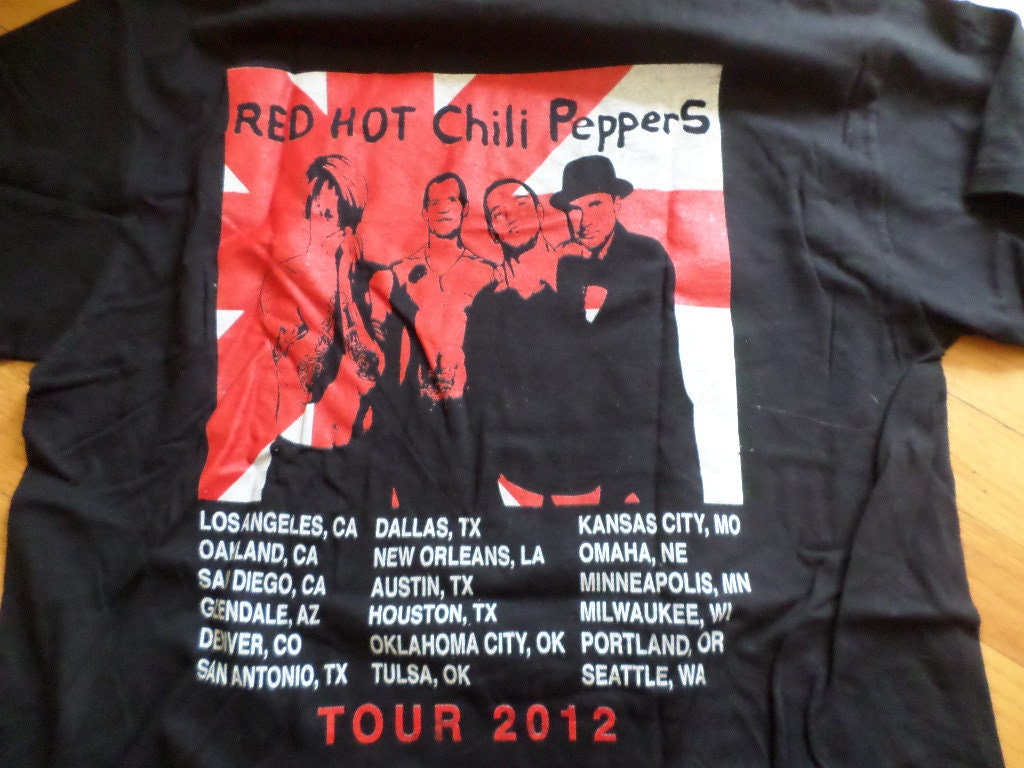 RED HOT Chili PepperS
LOS ANGELES, CA DALLAS, TX KANSAS CITY, MO
OAKLAND, CA NEW ORLEANS, LA OMAHA, NE
SAN DIEGO, CA AUSTIN, TX MINNEAPOLIS, MN
GLENDALE, AZ HOUSTON, TX MILWAUKEE, WI
DENVER, CO OKLAHOMA CITY, OK PORTLAND, OR
SAN ANTONIO, TX TULSA, OK SEATTLE, WA
TOUR 2012